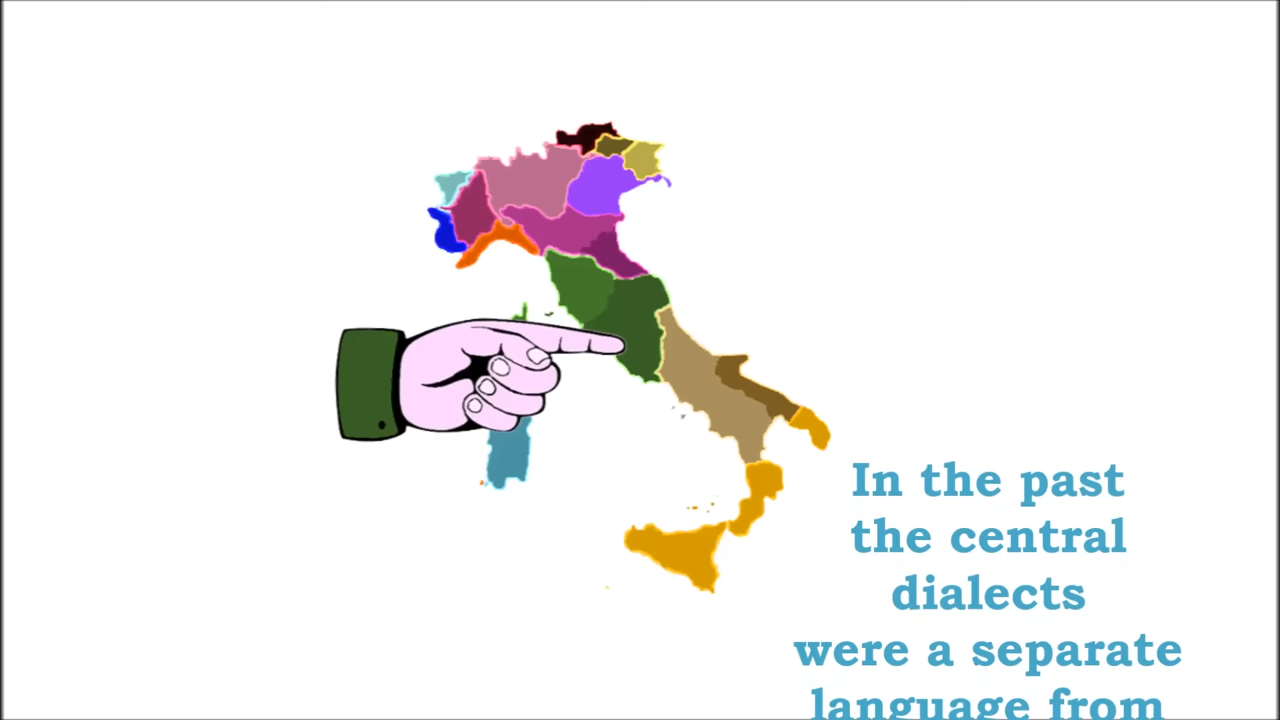 In the past
the central
dialects
were a separate
language from